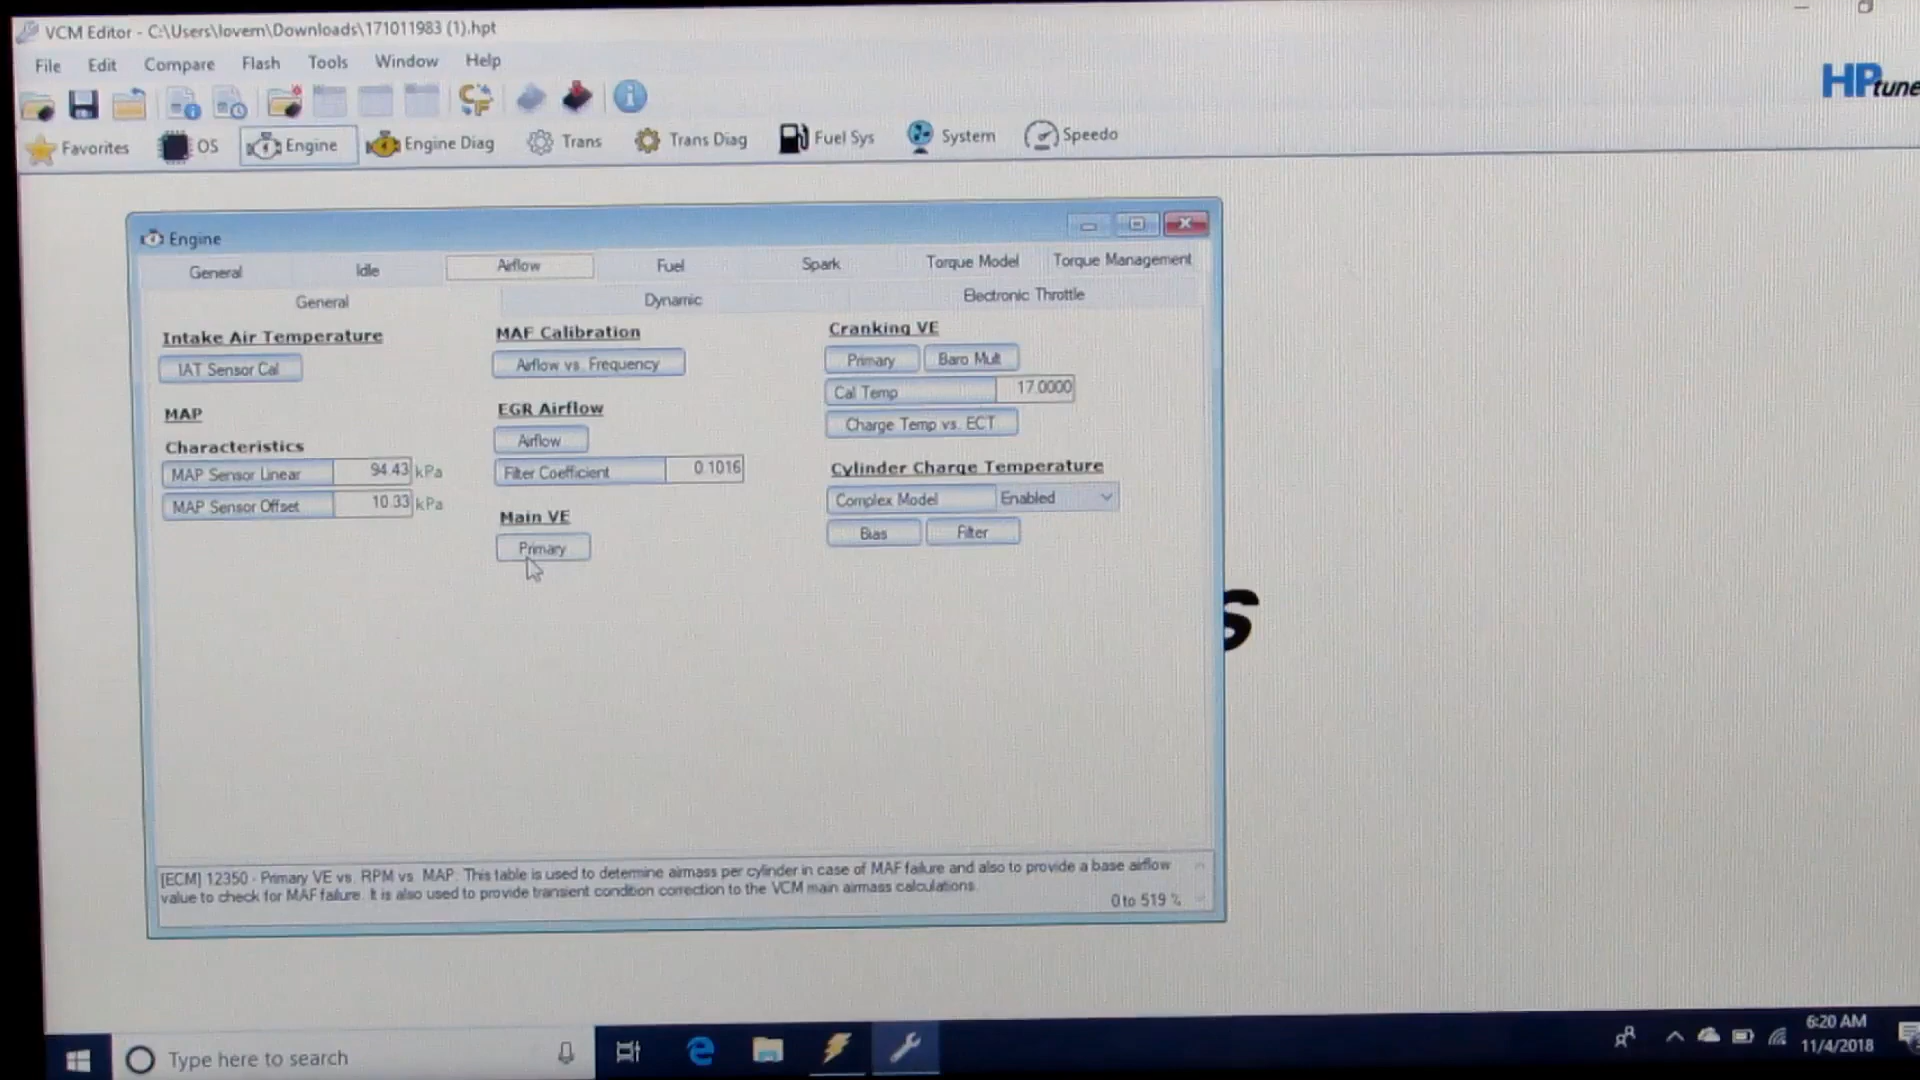 VCM Editor - C:\Users\lovem\Downloads\171011983 (1).hpt
File Edit Compare Flash Tools Window Help
HPtune
Favorites OS Engine Engine Diag Trans Trans Diag Fuel Sys System Speedo
Engine
General Idle Airflow Fuel Spark Torque Model Torque Management
General Dynamic Electronic Throttle
Intake Air Temperature
IAT Sensor Cal
MAP
Characteristics
MAP Sensor Linear 94.43 kPa
MAP Sensor Offset 10.33 kPa
MAF Calibration
Airflow vs. Frequency
EGR Airflow
Airflow
Filter Coefficient 0.1016
Main VE
Primary
Cranking VE
Primary Baro Mult
Cal Temp 17.0000
Charge Temp vs. ECT
Cylinder Charge Temperature
Complex Model Enabled
Bias Filter
s
[ECM] 12350 - Primary VE vs. RPM vs. MAP: This table is used to determine airmass per cylinder in case of MAF failure and also to provide a base airflow
value to check for MAF failure. It is also used to provide transient condition correction to the VCM main airmass calculations.
0 to 519 %
Type here to search
6:20 AM
11/4/2018